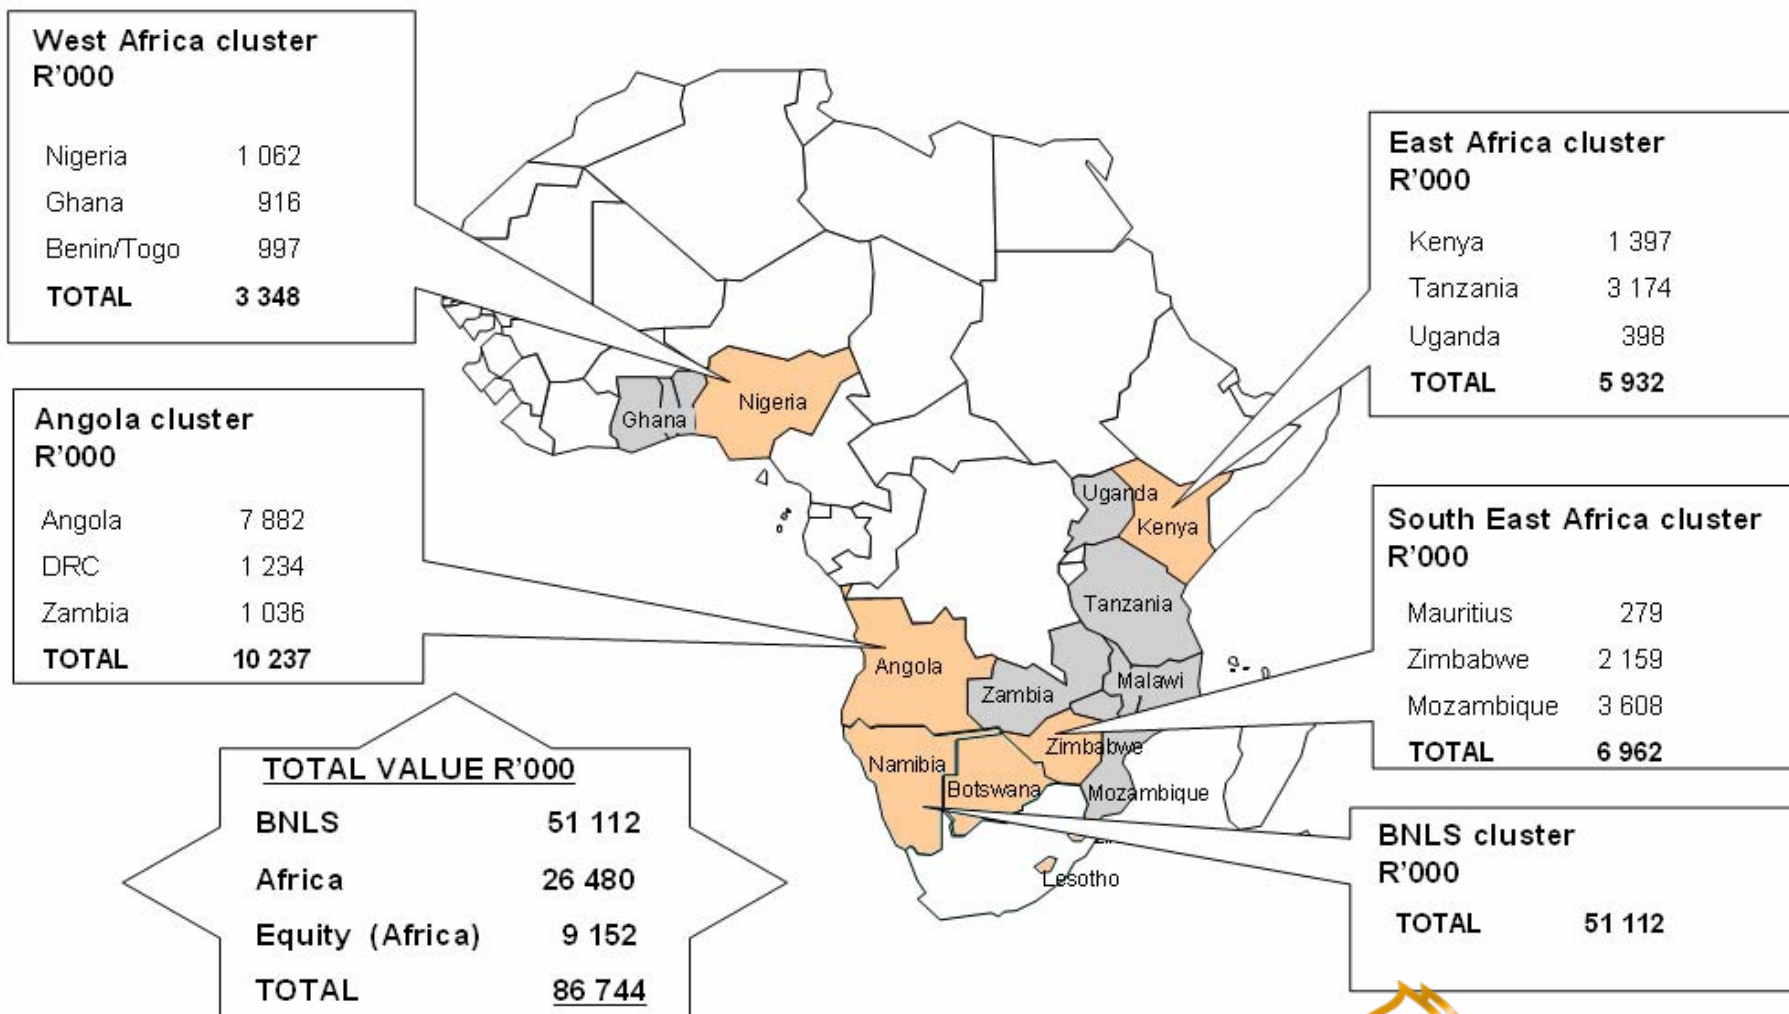 West Africa cluster
R'000
Nigeria 1 062
Ghana 916
Benin/Togo 997
TOTAL 3 348
Angola cluster
R'000
Angola 7 882
DRC 1 234
Zambia 1 036
TOTAL 10 237
TOTAL VALUE R'000
BNLS 51 112
Africa 26 480
Equity (Africa) 9 152
TOTAL 86 744
Ghana
Nigeria
Uganda
Kenya
Tanzania
Angola
Zambia
Malawi
Zimbabwe
Namibia
Botswana
Mozambique
Lesotho
East Africa cluster
R'000
Kenya 1 397
Tanzania 3 174
Uganda 398
TOTAL 5 932
South East Africa cluster
R'000
Mauritius 279
Zimbabwe 2 159
Mozambique 3 608
TOTAL 6 962
BNLS cluster
R'000
TOTAL 51 112